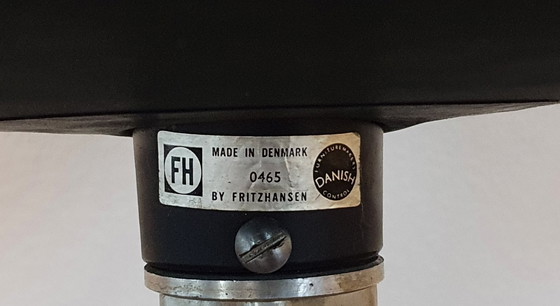 FH
MADE IN DENMARK
0465
BY FRITZHANSEN
FURNITUREMAKERS
DANISH
CONTROL